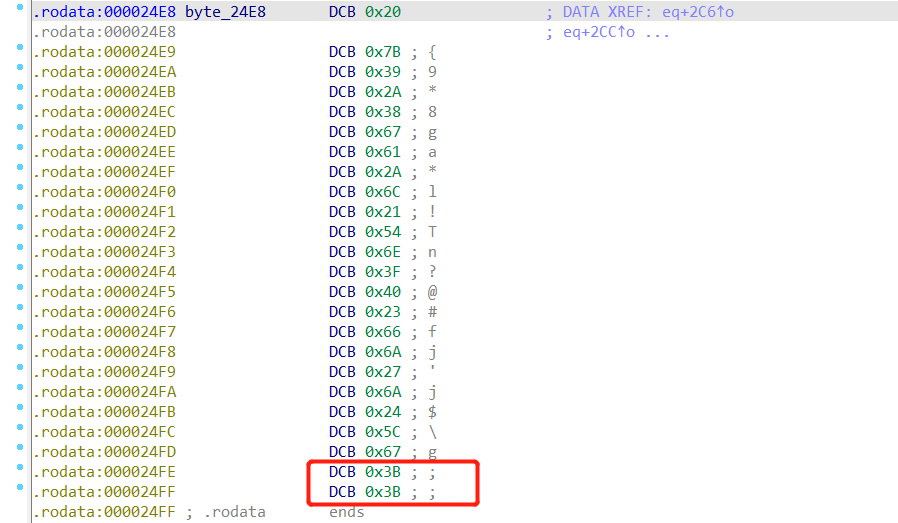 .rodata:000024E8 byte_24E8 DCB 0x20 ; DATA XREF: eq+2C6↑o
.rodata:000024E8 ; eq+2CC↑o ...
.rodata:000024E9 DCB 0x7B ; {
.rodata:000024EA DCB 0x39 ; 9
.rodata:000024EB DCB 0x2A ; *
.rodata:000024EC DCB 0x38 ; 8
.rodata:000024ED DCB 0x67 ; g
.rodata:000024EE DCB 0x61 ; a
.rodata:000024EF DCB 0x2A ; *
.rodata:000024F0 DCB 0x6C ; l
.rodata:000024F1 DCB 0x21 ; !
.rodata:000024F2 DCB 0x54 ; T
.rodata:000024F3 DCB 0x6E ; n
.rodata:000024F4 DCB 0x3F ; ?
.rodata:000024F5 DCB 0x40 ; @
.rodata:000024F6 DCB 0x23 ; #
.rodata:000024F7 DCB 0x66 ; f
.rodata:000024F8 DCB 0x6A ; j
.rodata:000024F9 DCB 0x27 ; '
.rodata:000024FA DCB 0x6A ; j
.rodata:000024FB DCB 0x24 ; $
.rodata:000024FC DCB 0x5C ; \
.rodata:000024FD DCB 0x67 ; g
.rodata:000024FE DCB 0x3B ; ;
.rodata:000024FF DCB 0x3B ; ;
.rodata:000024FF ; .rodata ends